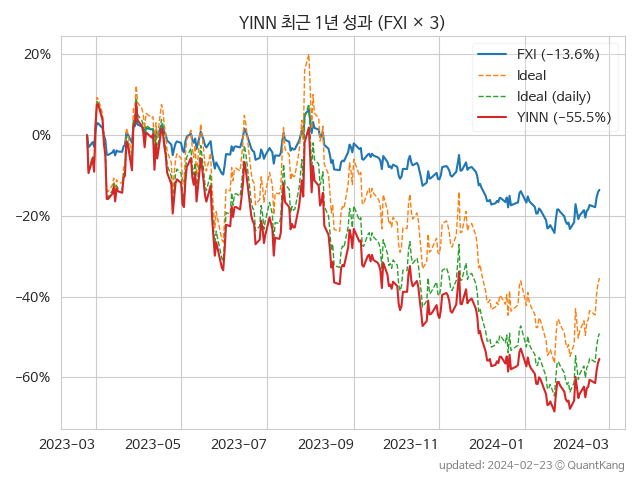 YINN 최근 1년 성과 (FXI × 3)
FXI (−13.6%)
Ideal
Ideal (daily)
YINN (−55.5%)
20%
0%
−20%
−40%
−60%
2023−03 2023−05 2023−07 2023−09 2023−11 2024−01 2024−03
updated: 2024−02−23 © QuantKang